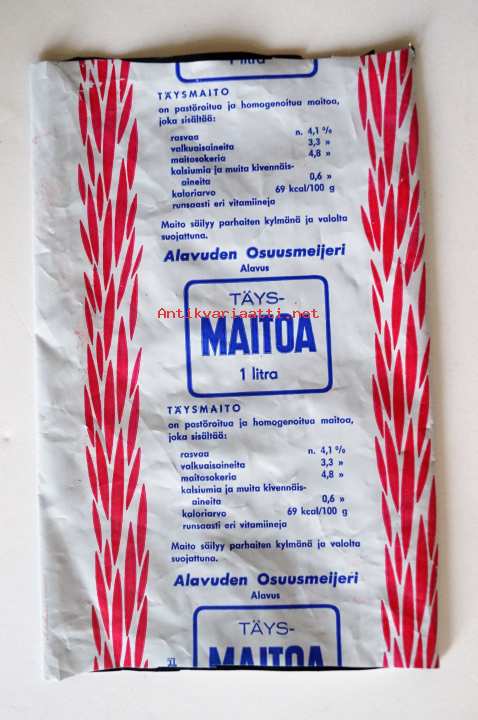 1 litra
TÄYSMAITO
on pastöroitua ja homogenoitua maitoa,
joka sisältää:
rasvaa n. 4,1 %
valkuaisaineita 3,3 »
maitosokeria 4,8 »
kalsiumia ja muita kivennäis-
aineita 0,6 »
kaloriarvo 69 kcal/100 g
runsaasti eri vitamiineja
Maito säilyy parhaiten kylmänä ja valolta
suojattuna.
Alavuden Osuusmeijeri
Alavus
TÄYS-
Antikvariaatti.net
MAITOA
1 litra
TÄYSMAITO
on pastöroitua ja homogenoitua maitoa,
joka sisältää:
rasvaa n. 4,1 %
valkuaisaineita 3,3 »
maitosokeria 4,8 »
kalsiumia ja muita kivennäis-
aineita 0,6 »
kaloriarvo 69 kcal/100 g
runsaasti eri vitamiineja
Maito säilyy parhaiten kylmänä ja valolta
suojattuna.
Alavuden Osuusmeijeri
Alavus
TÄYS-
MAITOA